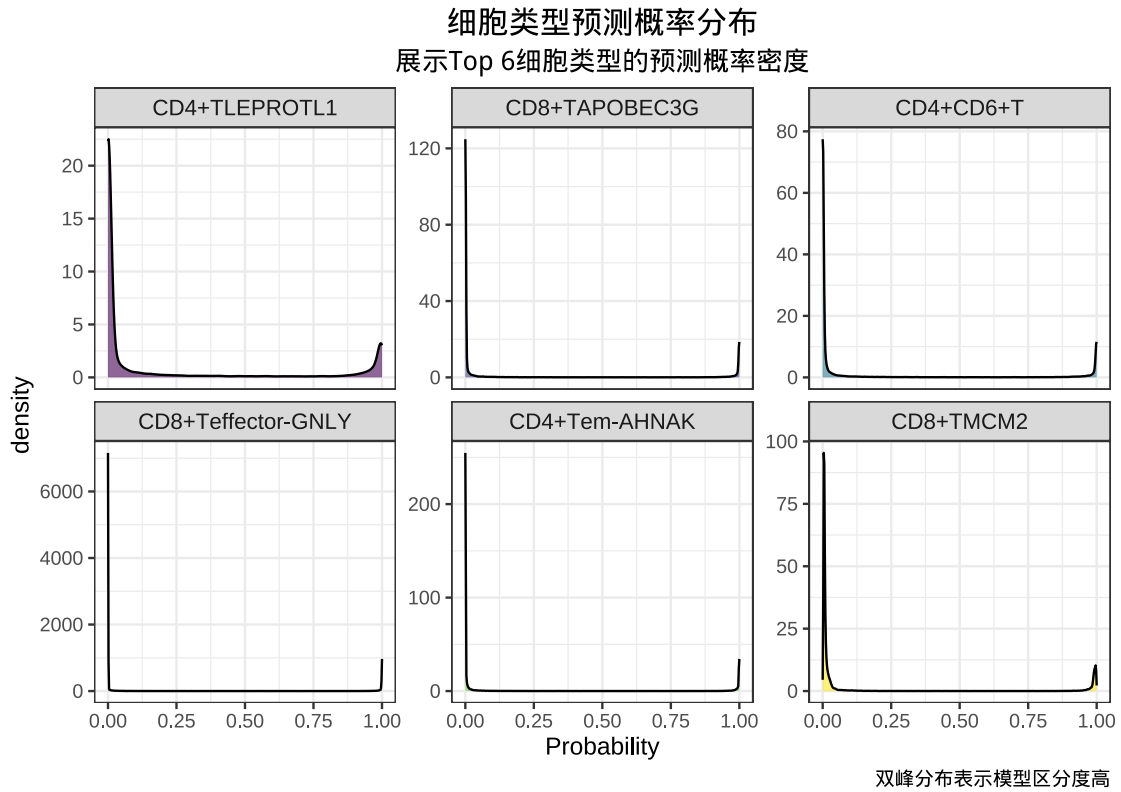 细胞类型预测概率分布
展示Top 6细胞类型的预测概率密度
CD4+TLEPROTL1
CD8+TAPOBEC3G
CD4+CD6+T
20
15
10
5
0
120
80
40
0
80
60
40
20
0
density
CD8+Teffector-GNLY
CD4+Tem-AHNAK
CD8+TMCM2
6000
4000
2000
0
200
100
0
100
75
50
25
0
0.00 0.25 0.50 0.75 1.00
0.00 0.25 0.50 0.75 1.00
0.00 0.25 0.50 0.75 1.00
Probability
双峰分布表示模型区分度高